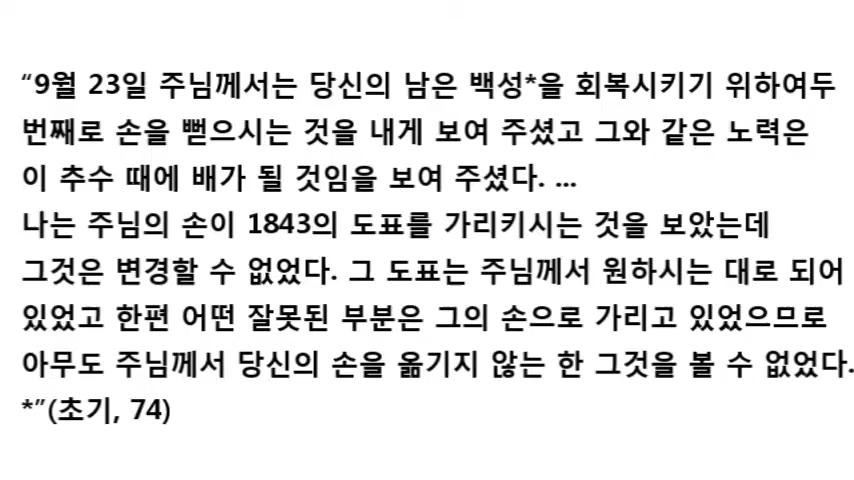 “9월 23일 주님께서는 당신의 남은 백성*을 회복시키기 위하여두
번째로 손을 뻗으시는 것을 내게 보여 주셨고 그와 같은 노력은
이 추수 때에 배가 될 것임을 보여 주셨다. ...
나는 주님의 손이 1843의 도표를 가리키시는 것을 보았는데
그것은 변경할 수 없었다. 그 도표는 주님께서 원하시는 대로 되어
있었고 한편 어떤 잘못된 부분은 그의 손으로 가리고 있었으므로
아무도 주님께서 당신의 손을 옮기지 않는 한 그것을 볼 수 없었다.
*”(초기, 74)